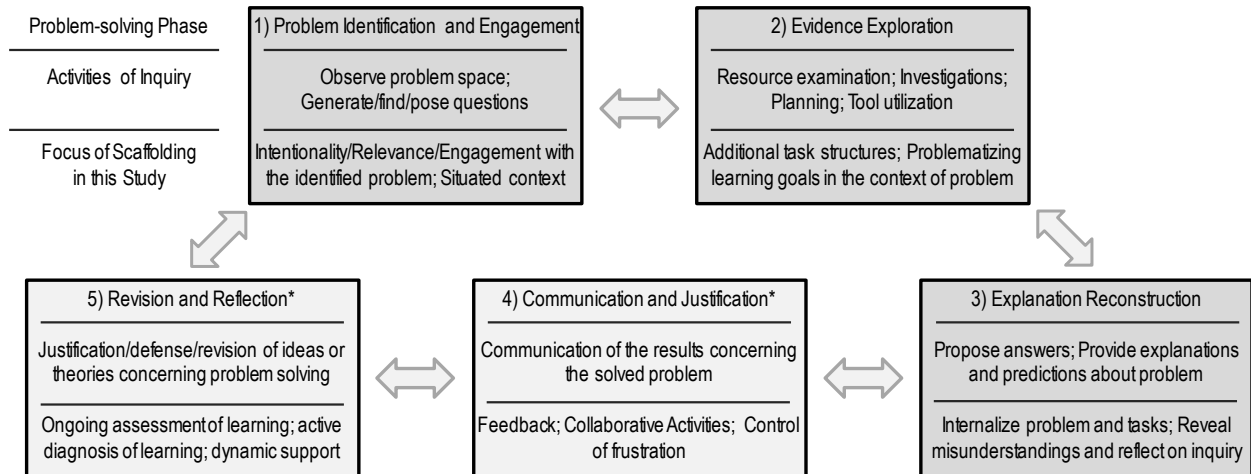 Problem-solving Phase
Activities of Inquiry
Focus of Scaffolding
in this Study
1) Problem Identification and Engagement
Observe problem space;
Generate/find/pose questions
Intentionality/Relevance/Engagement with
the identified problem; Situated context
2) Evidence Exploration
Resource examination; Investigations;
Planning; Tool utilization
Additional task structures; Problematizing
learning goals in the context of problem
5) Revision and Reflection*
Justification/defense/revision of ideas or
theories concerning problem solving
Ongoing assessment of learning; active
diagnosis of learning; dynamic support
4) Communication and Justification*
Communication of the results concerning
the solved problem
Feedback; Collaborative Activities; Control
of frustration
3) Explanation Reconstruction
Propose answers; Provide explanations
and predictions about problem
Internalize problem and tasks; Reveal
misunderstandings and reflect on inquiry